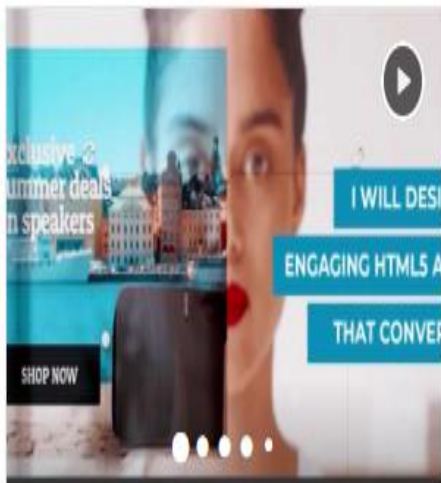 xclusive
ummer deals
n speakers
SHOP NOW
I WILL DESI
ENGAGING HTML5 A
THAT CONVER